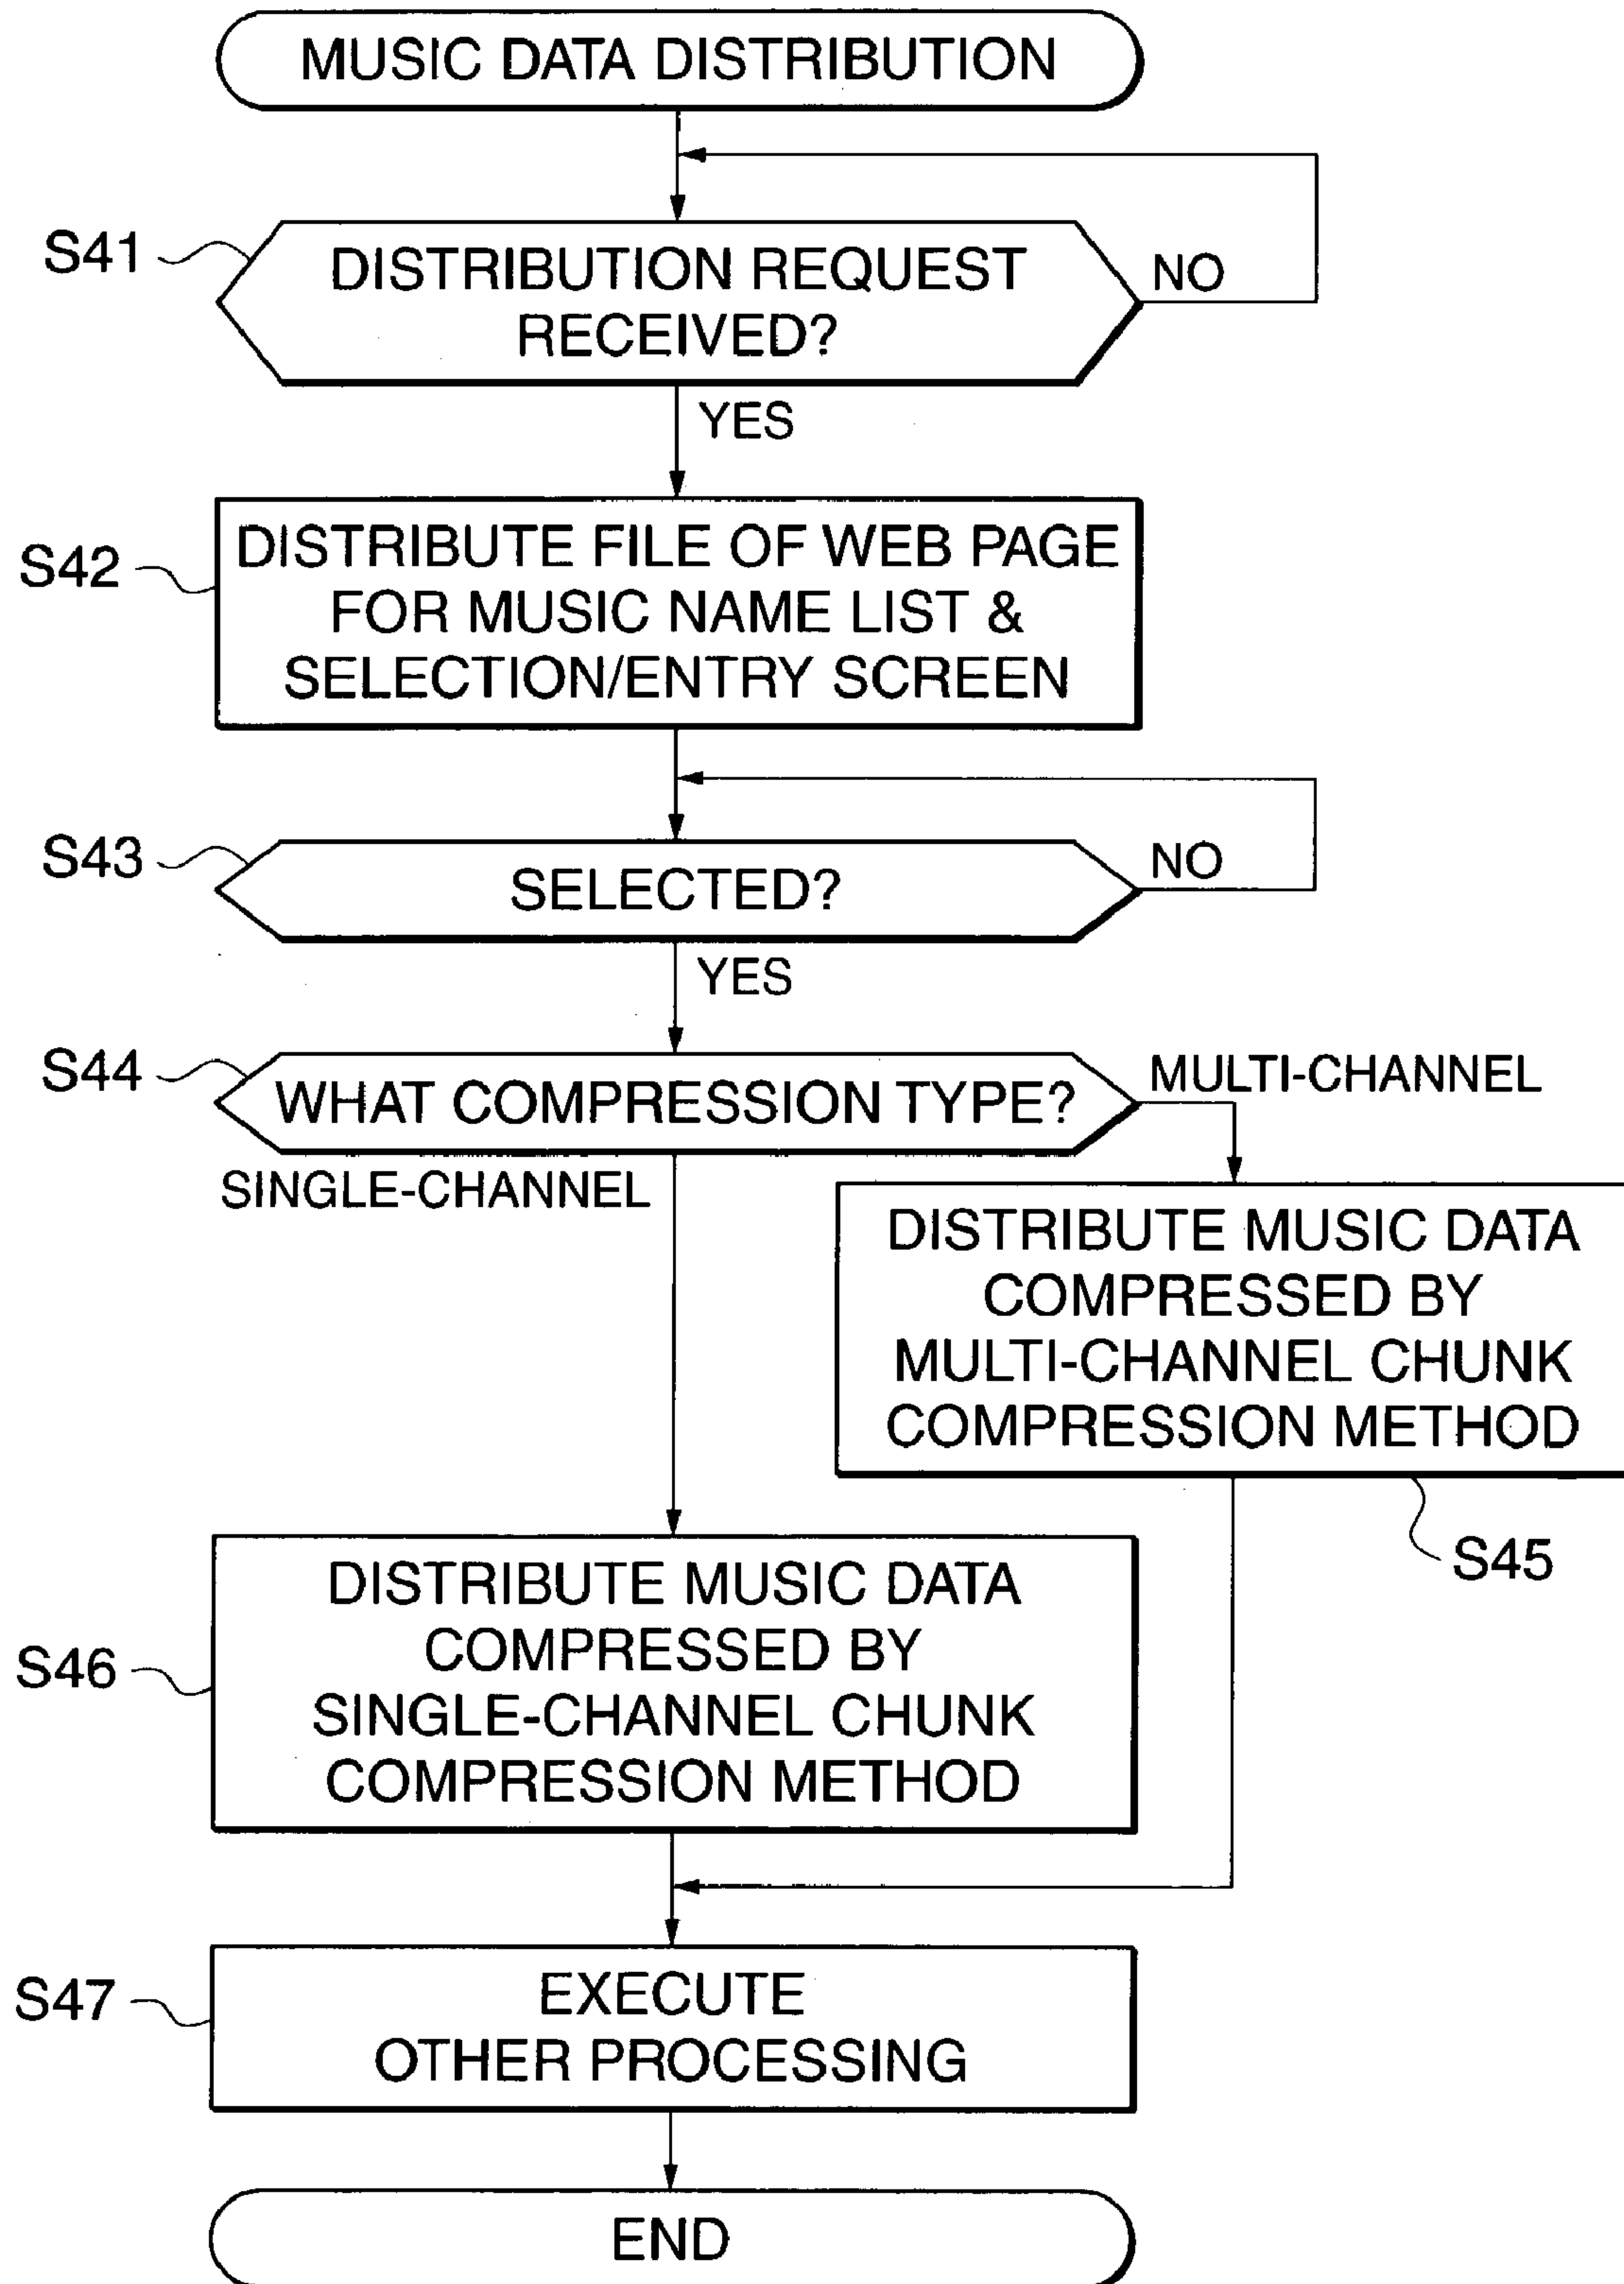 MUSIC DATA DISTRIBUTION
S41
DISTRIBUTION REQUEST
RECEIVED?
NO
YES
S42
DISTRIBUTE FILE OF WEB PAGE
FOR MUSIC NAME LIST &
SELECTION/ENTRY SCREEN
S43
SELECTED?
NO
YES
S44
WHAT COMPRESSION TYPE?
MULTI-CHANNEL
SINGLE-CHANNEL
DISTRIBUTE MUSIC DATA
COMPRESSED BY
MULTI-CHANNEL CHUNK
COMPRESSION METHOD
S45
S46
DISTRIBUTE MUSIC DATA
COMPRESSED BY
SINGLE-CHANNEL CHUNK
COMPRESSION METHOD
S47
EXECUTE
OTHER PROCESSING
END